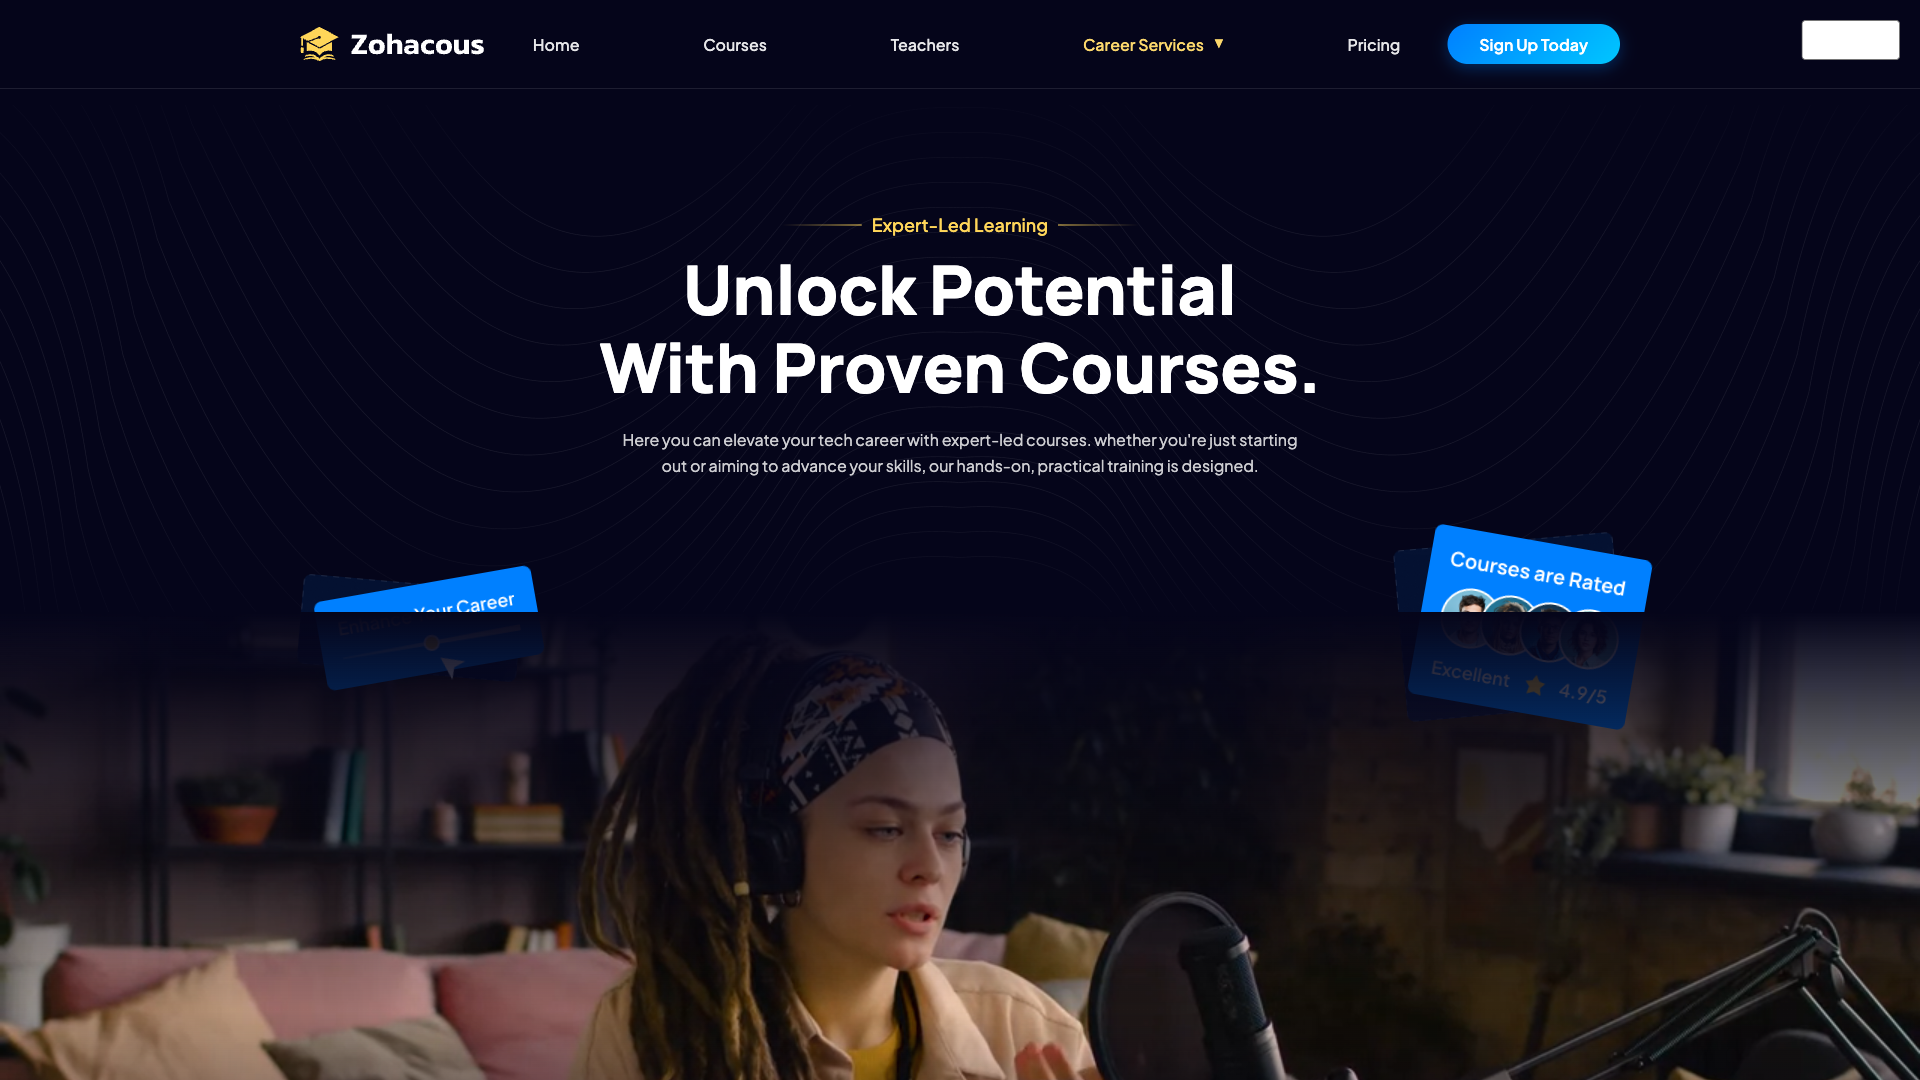 Zohacous
Home
Courses
Teachers
Career Services ▼
Pricing
Sign Up Today
Expert-Led Learning
Unlock Potential
With Proven Courses.
Here you can elevate your tech career with expert-led courses. whether you're just starting
out or aiming to advance your skills, our hands-on, practical training is designed.
Your Career
Courses are Rated
Excellent
4.9/5